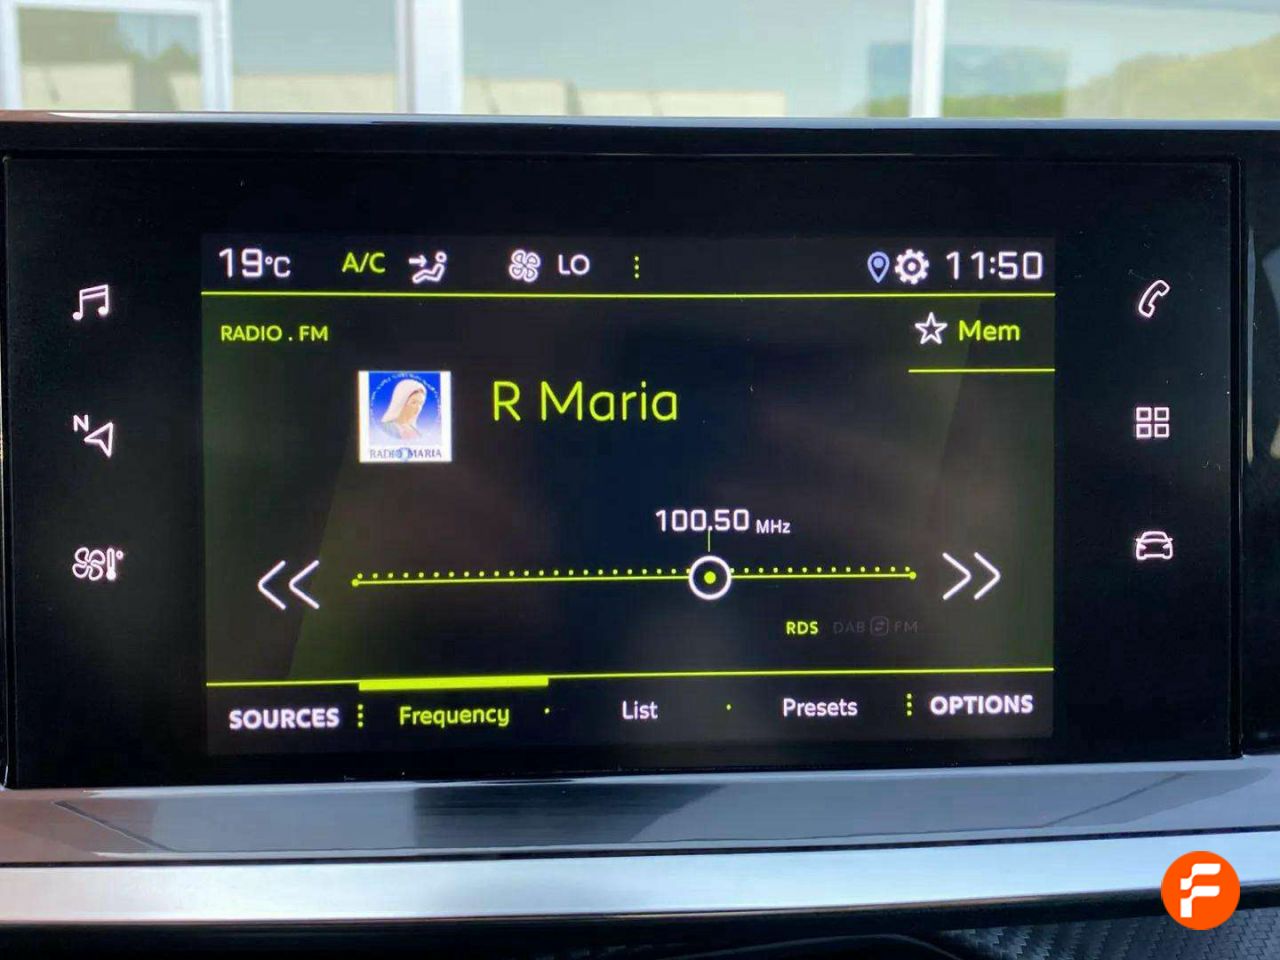 19°C A/C LO 11:50
RADIO . FM
Mem
R Maria
RADIO MARIA
100.50 MHz
N
RDS DAB FM
SOURCES Frequency List Presets OPTIONS